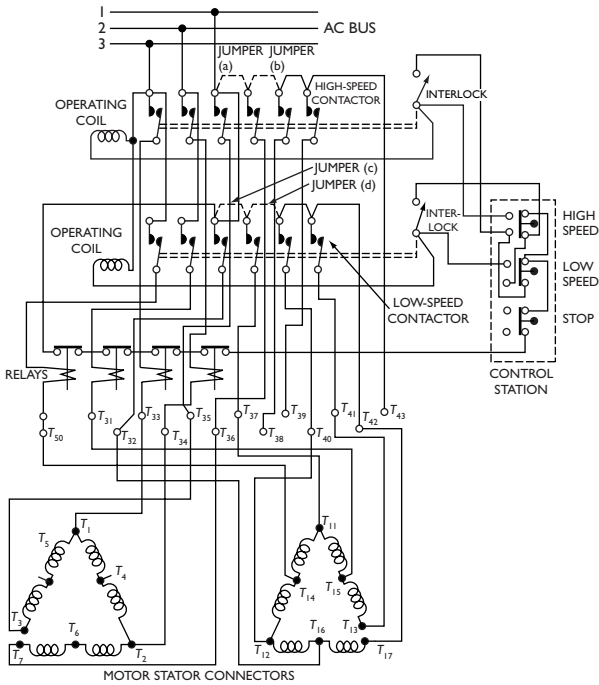 1
2
3
AC BUS
JUMPER (a)
JUMPER (b)
HIGH-SPEED CONTACTOR
INTERLOCK
OPERATING COIL
JUMPER (c)
JUMPER (d)
OPERATING COIL
INTER-LOCK
HIGH SPEED
LOW SPEED
STOP
LOW-SPEED CONTACTOR
CONTROL STATION
RELAYS
T50
T31
T32
T33
T34
T35
T36
T37
T38
T39
T40
T41
T42
T43
T1
T5
T4
T3
T6
T7
T2
T11
T14
T15
T12
T16
T13
T17
MOTOR STATOR CONNECTORS